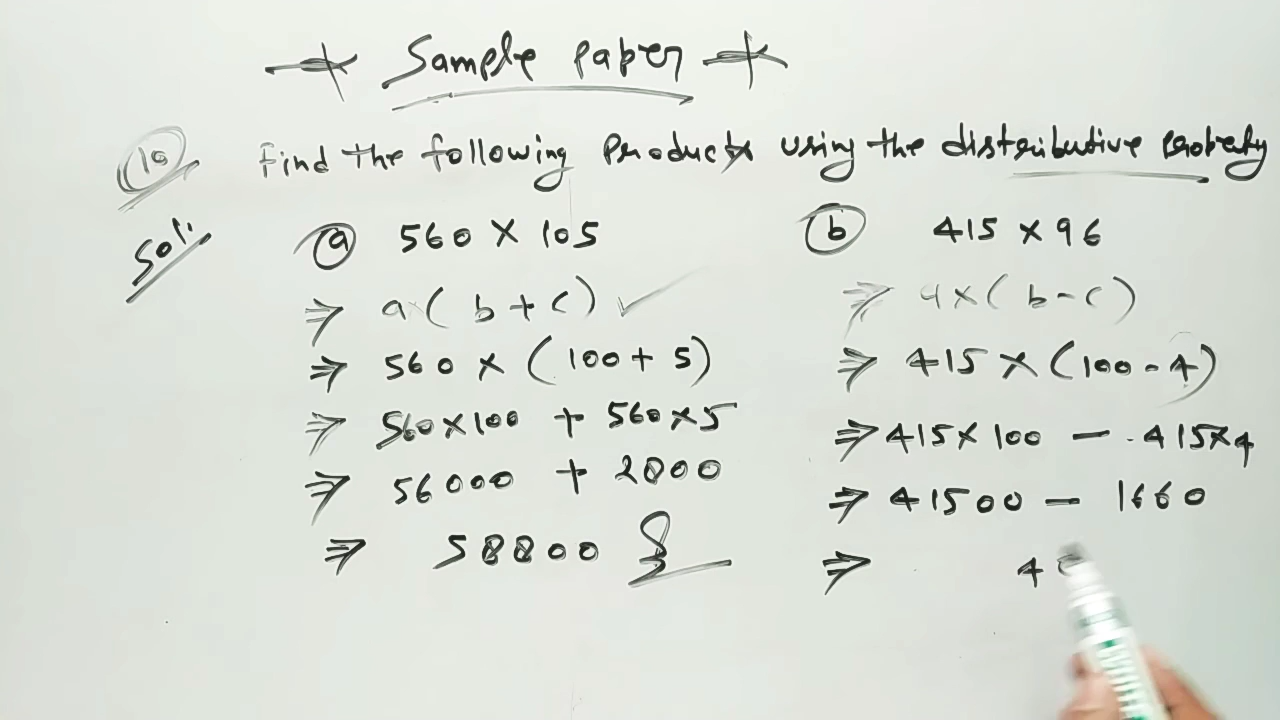 Sample paper
10 Find the following Products using the distributive property
Sol.
a 560 × 105
⇒ a×( b + c ) ✓
⇒ 560 × ( 100 + 5 )
⇒ 560×100 + 560×5
⇒ 56000 + 2800
⇒ 58800
b 415 × 96
⇒ a×( b - c )
⇒ 415 × ( 100 - 4 )
⇒ 415× 100 - 415×4
⇒ 41500 - 1660
⇒ 4